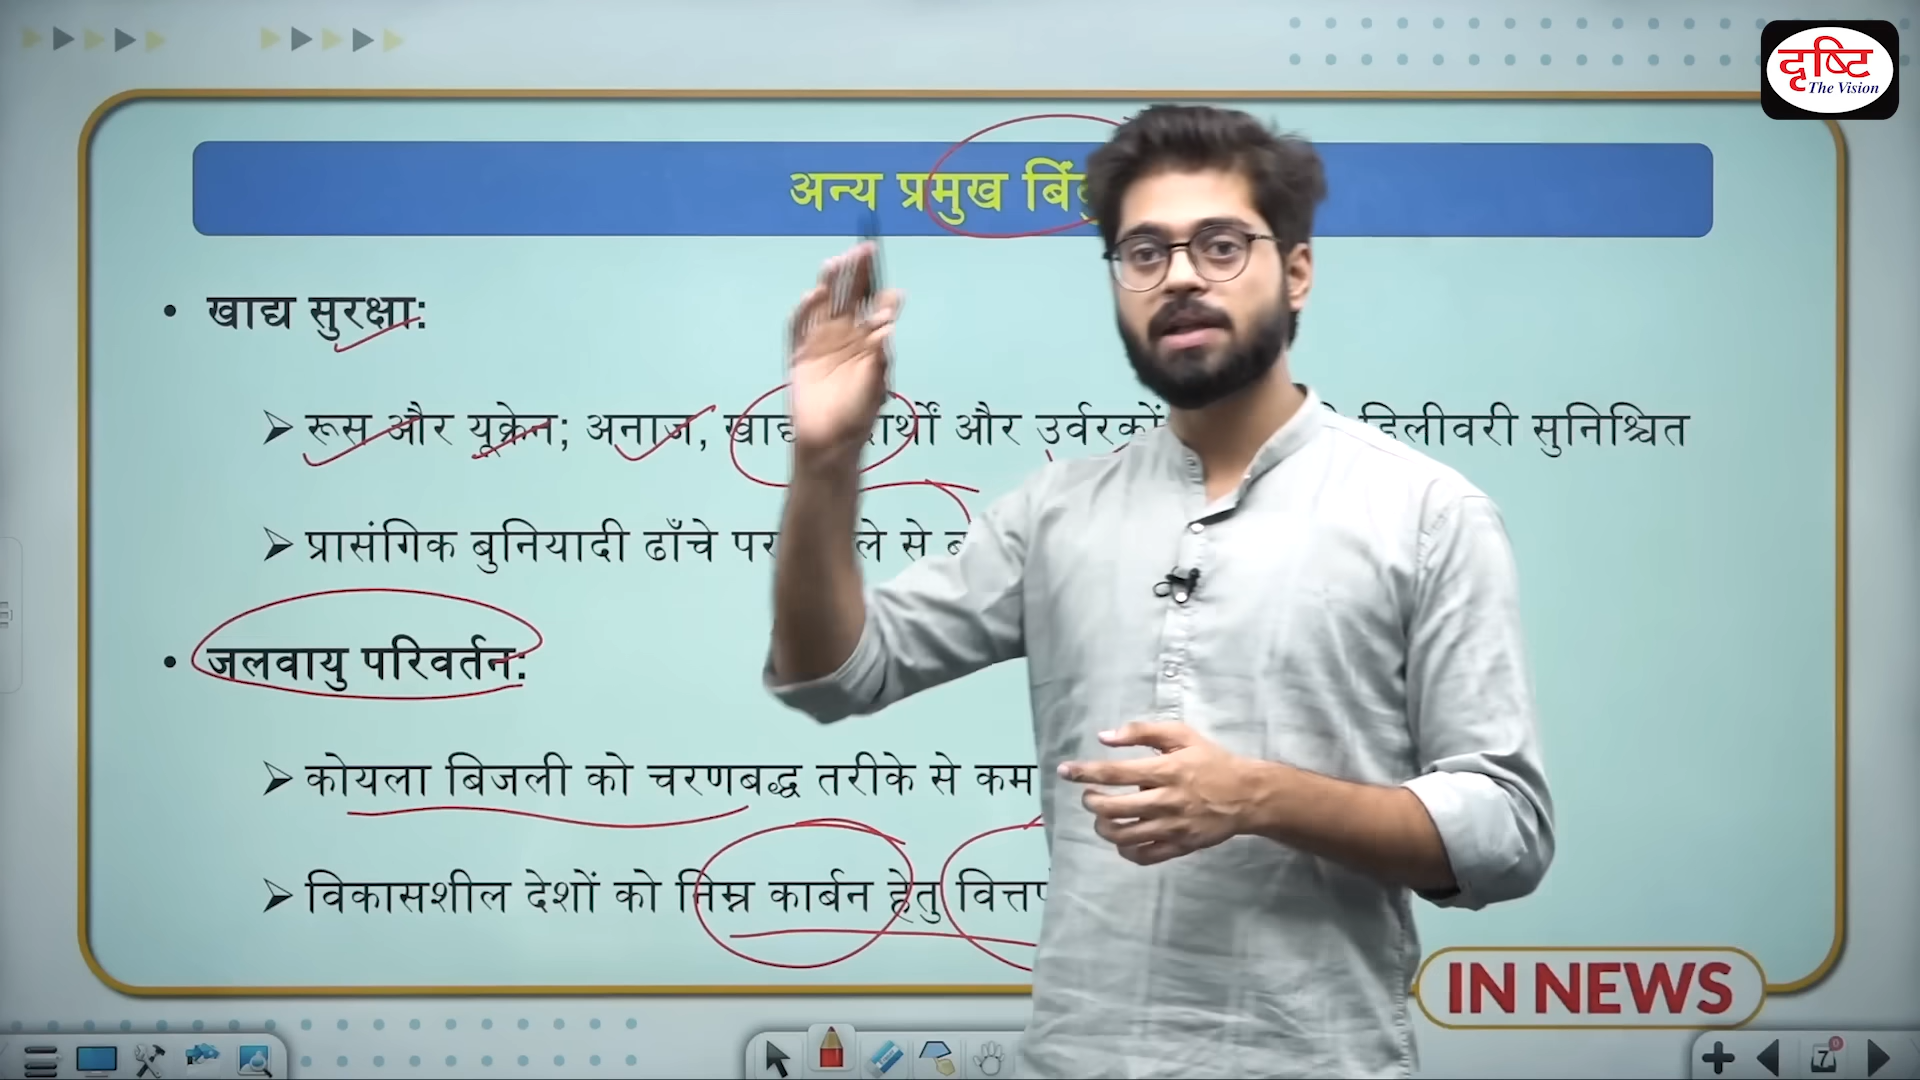 दृष्टि
The Vision
अन्य प्रमुख
• खाद्य सुरक्षा:
➢ रूस और यूक्रेन; अनाज, और उर्वरकों डिलीवरी सुनिश्चित
➢ प्रासंगिक बुनियादी ढाँचे से
• जलवायु परिवर्तन:
➢ कोयला बिजली को चरणबद्ध तरीके से कम
➢ विकासशील देशों को निम्न कार्बन हेतु
IN NEWS
7